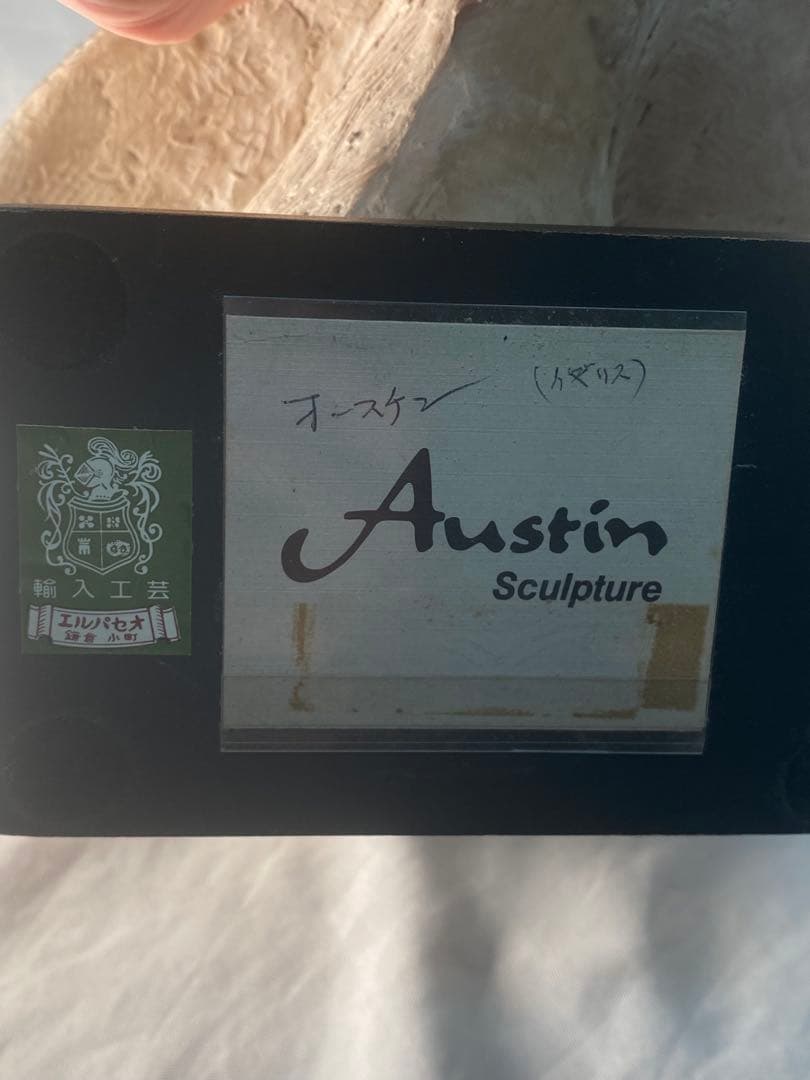 オースケン
(イギリス)
Austin
Sculpture
輸入工芸
エルパセオ
鎌倉 小町